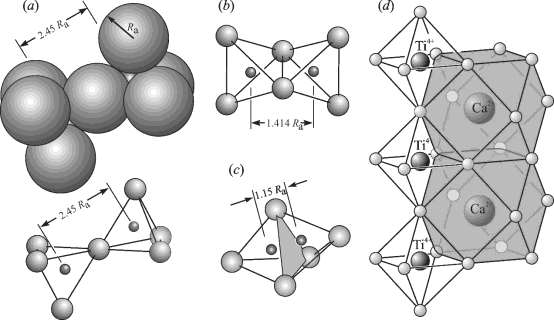 (a)
2.45 Ra
Ra
(b)
1.414 Ra
(d)
Ti4+
Ca2
Ti4
Ca2
Ti4+
2.45 Ra
(c)
1.15 Ra